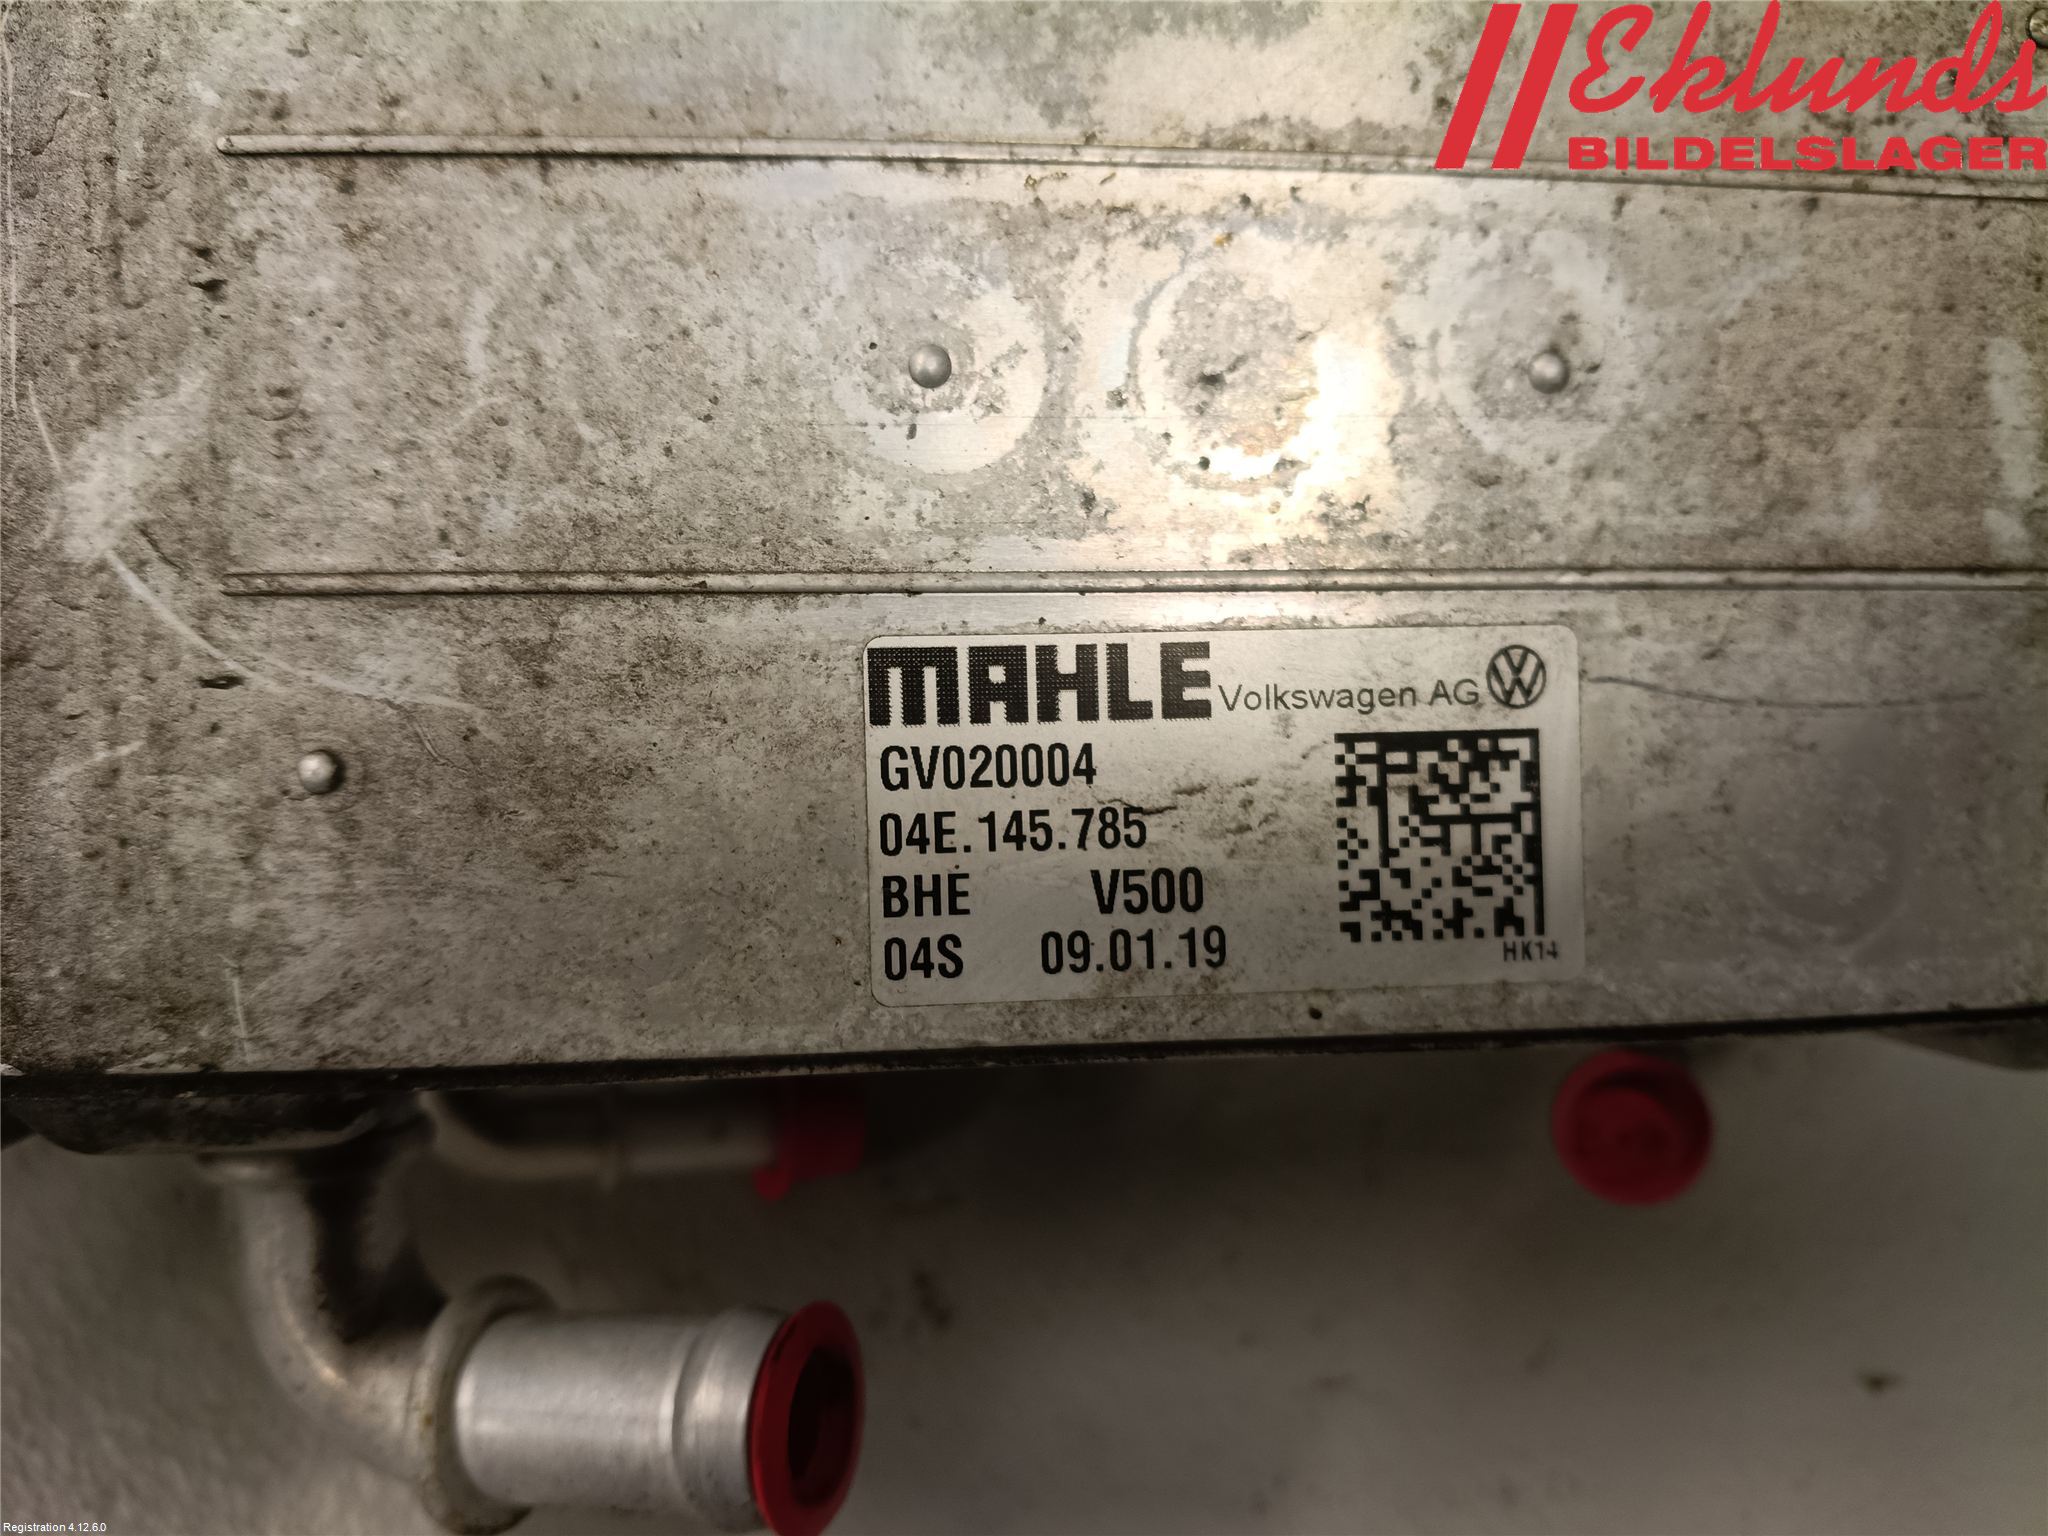 Eklunds
BILDELSLAGER
MAHLE Volkswagen AG
GV020004
04E.145.785
BHE V500
04S 09.01.19
HK14
Registration 4.12.6.0